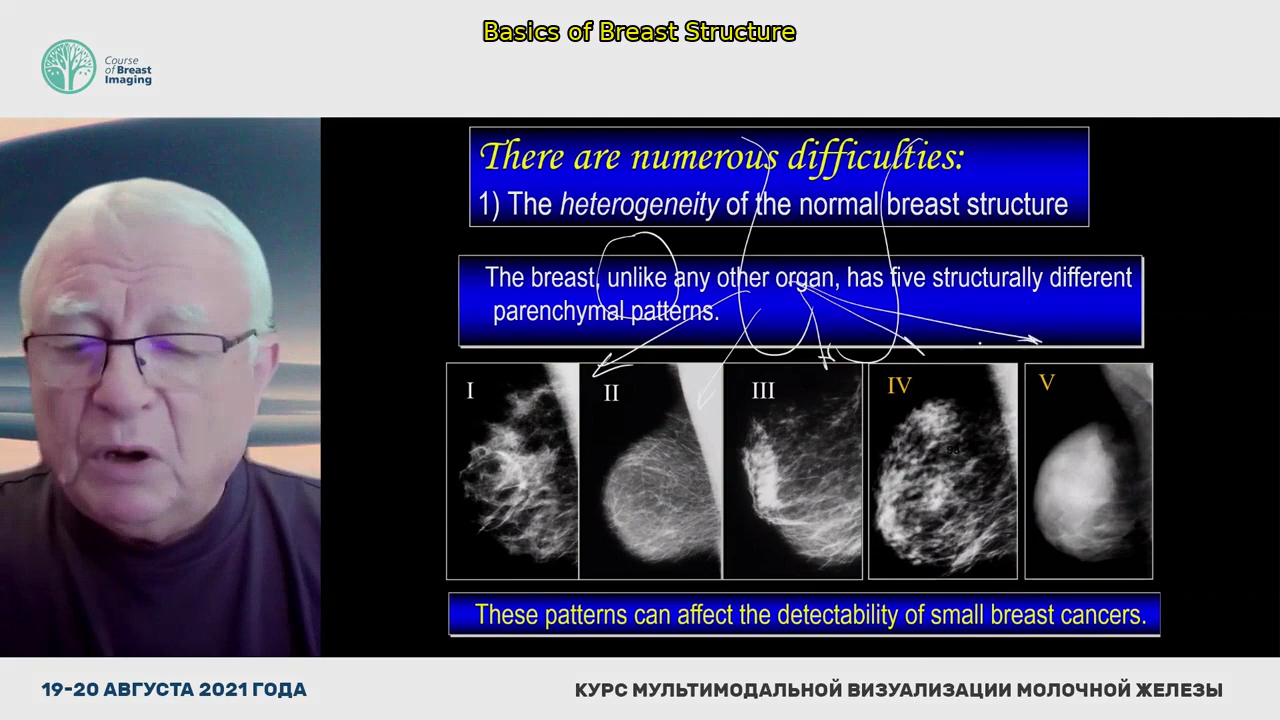 Basics of Breast Structure
Course
of Breast
Imaging
There are numerous difficulties:
1) The heterogeneity of the normal breast structure
The breast, unlike any other organ, has five structurally different
parenchymal patterns.
I II III IV V
These patterns can affect the detectability of small breast cancers.
19-20 АВГУСТА 2021 ГОДА
КУРС МУЛЬТИМОДАЛЬНОЙ ВИЗУАЛИЗАЦИИ МОЛОЧНОЙ ЖЕЛЕЗЫ